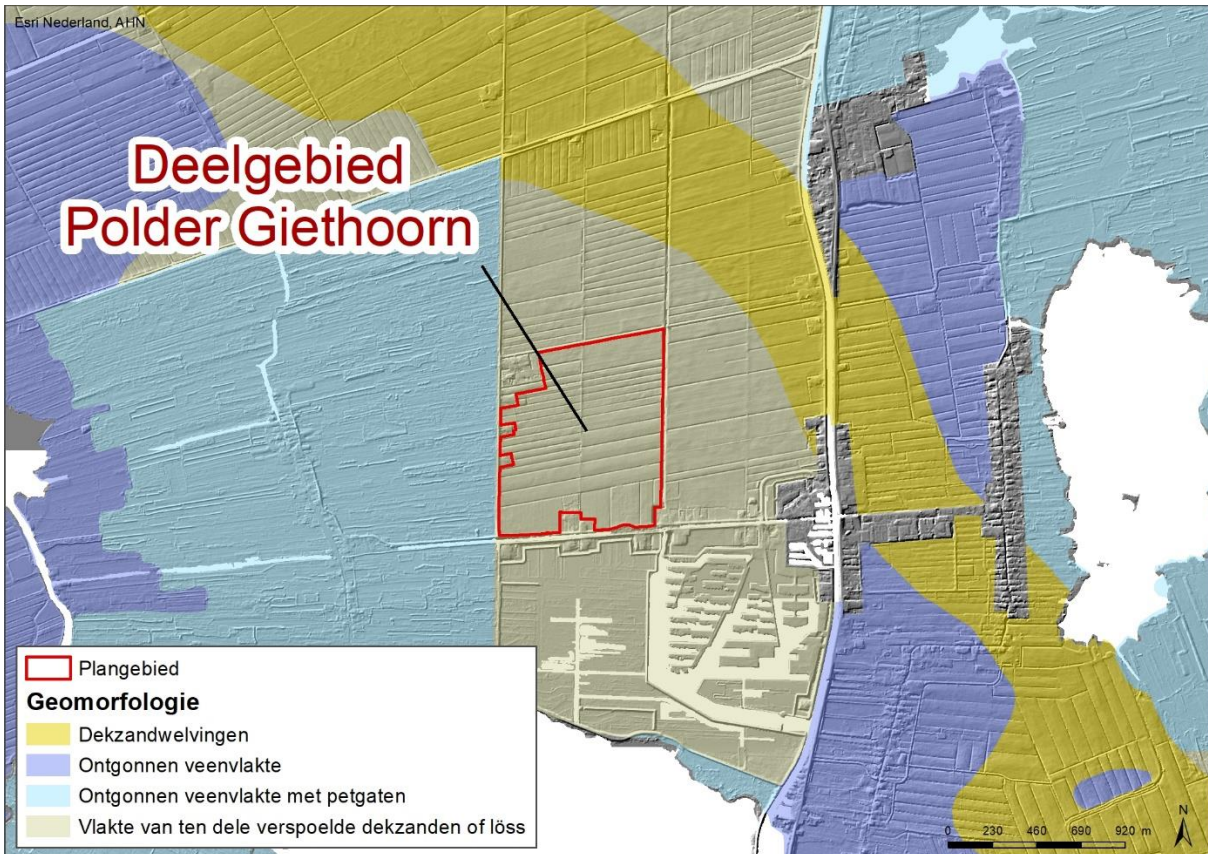 Esri Nederland, AHN
Deelgebied
Polder Giethoorn
Plangebied
Geomorfologie
Dekzandwelvingen
Ontgonnen veenvlakte
Ontgonnen veenvlakte met petgaten
Vlakte van ten dele verspoelde dekzanden of löss
N
0 230 460 690 920 m